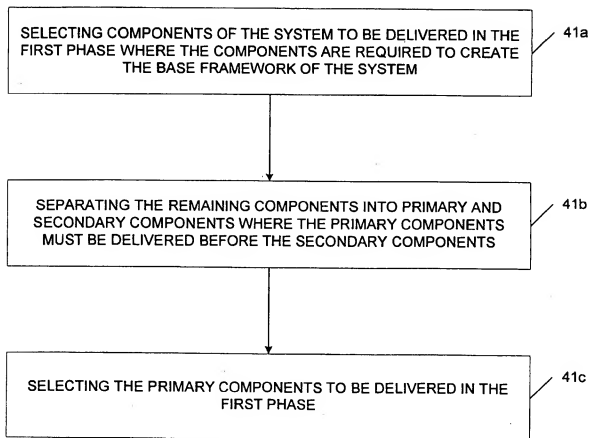 SELECTING COMPONENTS OF THE SYSTEM TO BE DELIVERED IN THE
FIRST PHASE WHERE THE COMPONENTS ARE REQUIRED TO CREATE
THE BASE FRAMEWORK OF THE SYSTEM
41a
SEPARATING THE REMAINING COMPONENTS INTO PRIMARY AND
SECONDARY COMPONENTS WHERE THE PRIMARY COMPONENTS
MUST BE DELIVERED BEFORE THE SECONDARY COMPONENTS
41b
SELECTING THE PRIMARY COMPONENTS TO BE DELIVERED IN THE
FIRST PHASE
41c